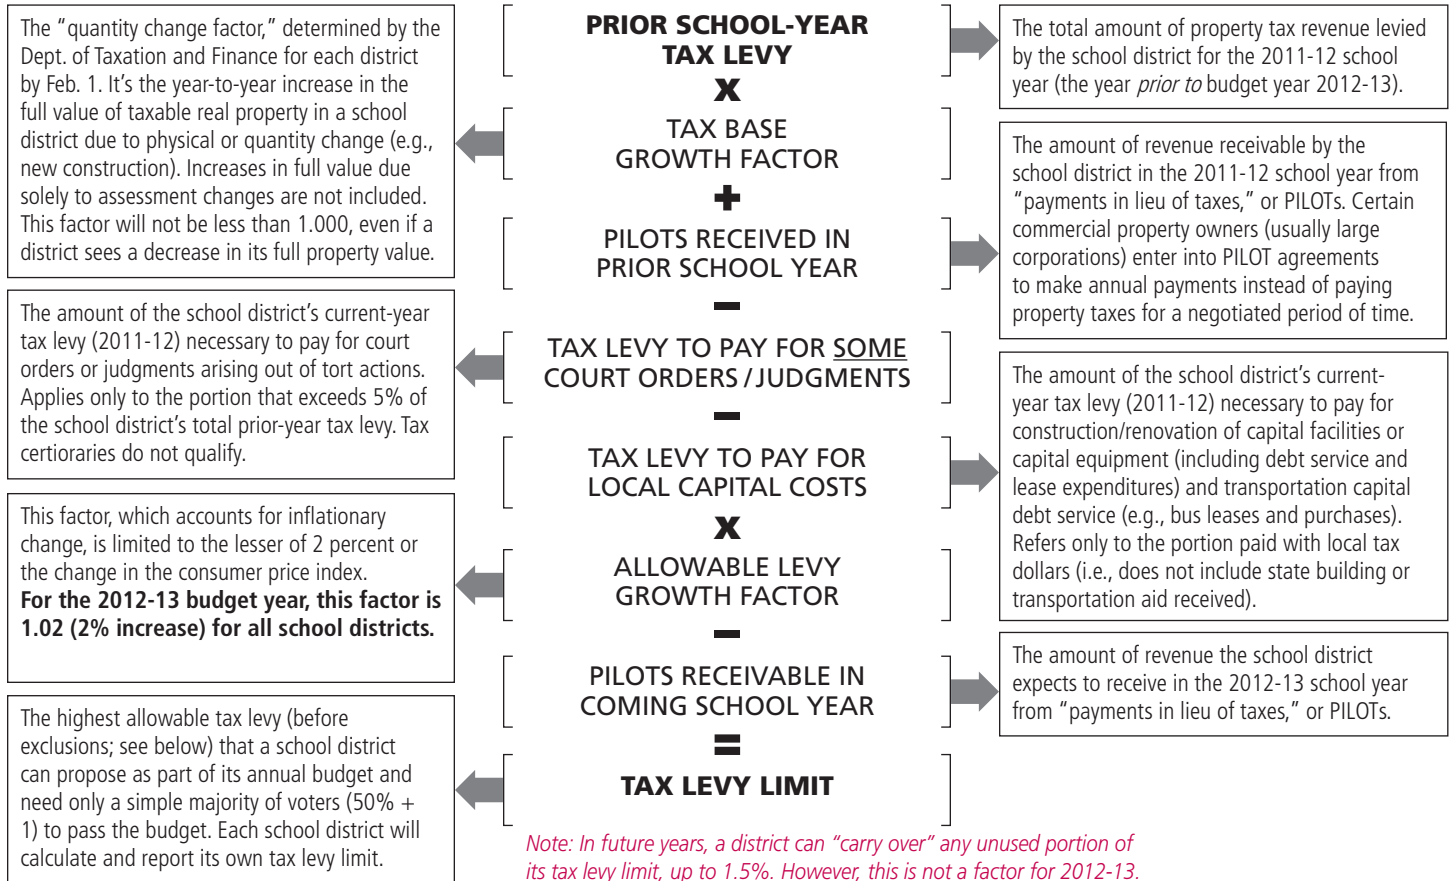 The “quantity change factor,” determined by the
Dept. of Taxation and Finance for each district
by Feb. 1. It’s the year-to-year increase in the
full value of taxable real property in a school
district due to physical or quantity change (e.g.,
new construction). Increases in full value due
solely to assessment changes are not included.
This factor will not be less than 1.000, even if a
district sees a decrease in its full property value.
The amount of the school district’s current-year
tax levy (2011-12) necessary to pay for court
orders or judgments arising out of tort actions.
Applies only to the portion that exceeds 5% of
the school district’s total prior-year tax levy. Tax
certioraries do not qualify.
This factor, which accounts for inflationary
change, is limited to the lesser of 2 percent or
the change in the consumer price index.
For the 2012-13 budget year, this factor is
1.02 (2% increase) for all school districts.
The highest allowable tax levy (before
exclusions; see below) that a school district
can propose as part of its annual budget and
need only a simple majority of voters (50% +
1) to pass the budget. Each school district will
calculate and report its own tax levy limit.
PRIOR SCHOOL-YEAR
TAX LEVY
X
TAX BASE
GROWTH FACTOR
+
PILOTS RECEIVED IN
PRIOR SCHOOL YEAR
–
TAX LEVY TO PAY FOR SOME
COURT ORDERS / JUDGMENTS
–
TAX LEVY TO PAY FOR
LOCAL CAPITAL COSTS
X
ALLOWABLE LEVY
GROWTH FACTOR
–
PILOTS RECEIVABLE IN
COMING SCHOOL YEAR
=
TAX LEVY LIMIT
Note: In future years, a district can “carry over” any unused portion of
its tax levy limit, up to 1.5%. However, this is not a factor for 2012-13.
The total amount of property tax revenue levied
by the school district for the 2011-12 school
year (the year prior to budget year 2012-13).
The amount of revenue receivable by the
school district in the 2011-12 school year from
“payments in lieu of taxes,” or PILOTs. Certain
commercial property owners (usually large
corporations) enter into PILOT agreements
to make annual payments instead of paying
property taxes for a negotiated period of time.
The amount of the school district’s current-
year tax levy (2011-12) necessary to pay for
construction/renovation of capital facilities or
capital equipment (including debt service and
lease expenditures) and transportation capital
debt service (e.g., bus leases and purchases).
Refers only to the portion paid with local tax
dollars (i.e., does not include state building or
transportation aid received).
The amount of revenue the school district
expects to receive in the 2012-13 school year
from “payments in lieu of taxes,” or PILOTs.